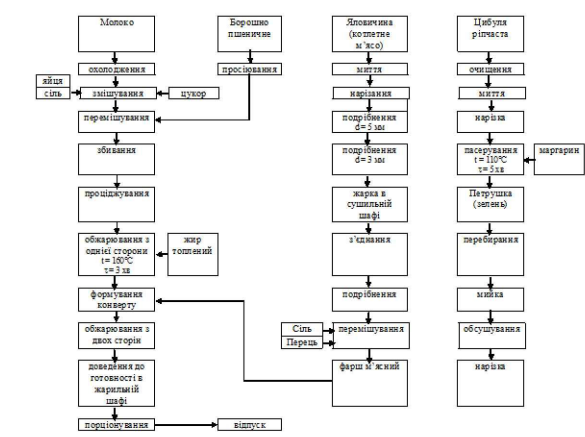 Молоко
охолодження
яйця
сіль
змішування
цукор
перемішування
збивання
проціджування
обжарювання з
однієї сторони
t = 160°C
τ = 3 хв
жир
топлений
формування
конверту
обжарювання з
двох сторін
доведення до
готовності в
жарильній
шафі
порціонування
відпуск
Борошно
пшеничне
просіювання
Яловичина
(котлетне
м’ясо)
миття
нарізання
подрібнення
d= 5 мм
подрібнення
d= 3 мм
жарка в
сушильній
шафі
з’єднання
подрібнення
Сіль
Перець
перемішування
фарш м’ясний
Цибуля
ріпчаста
очищення
миття
нарізка
пасерування
t = 110°C
τ= 5 хв
маргарин
Петрушка
(зелень)
перебирання
мийка
обсушування
нарізка